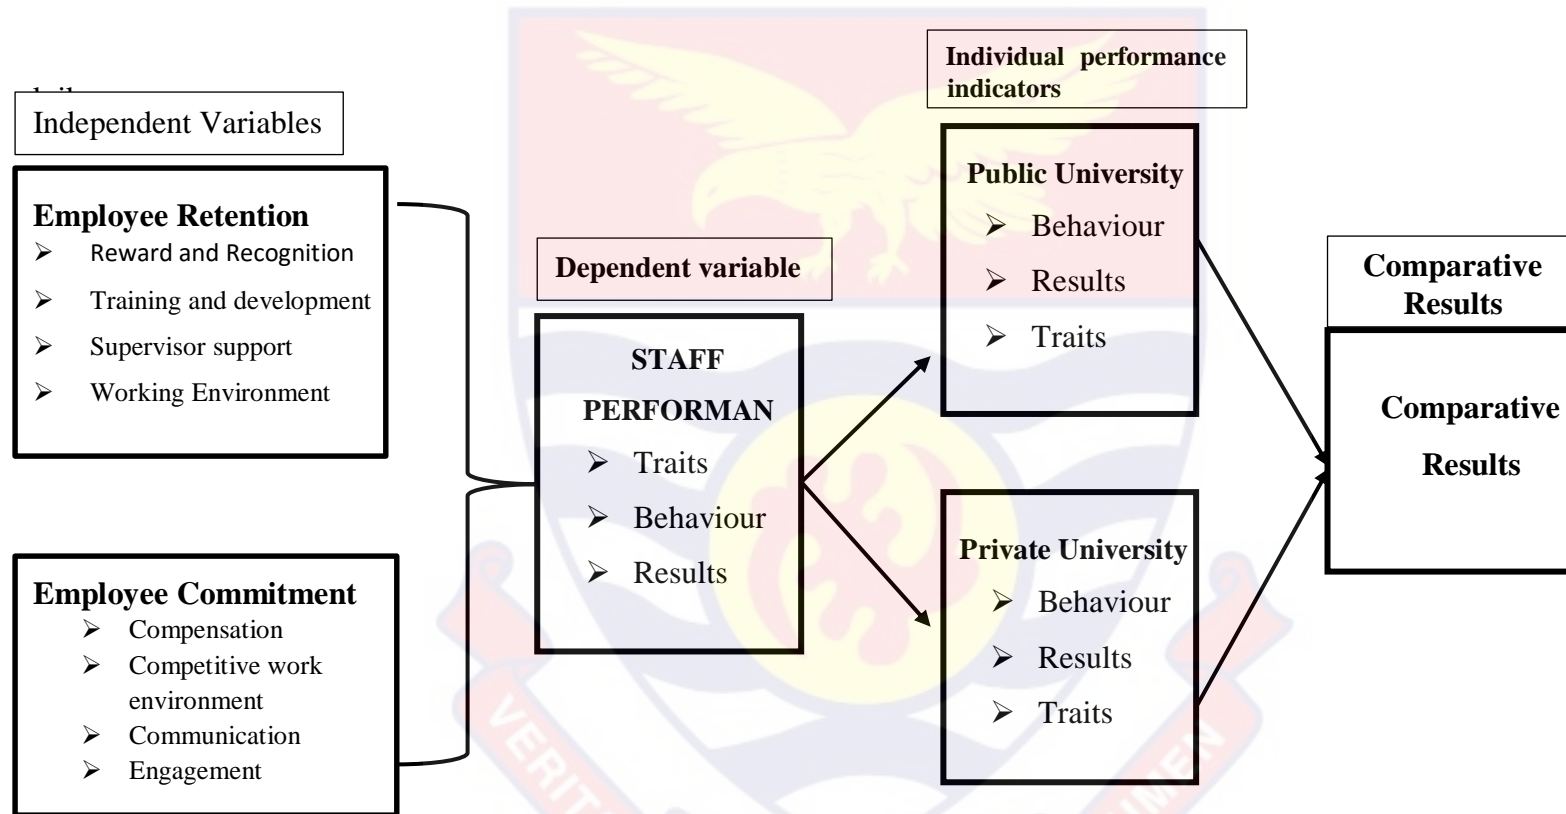 Independent Variables
Employee Retention
➢ Reward and Recognition
➢ Training and development
➢ Supervisor support
➢ Working Environment
Employee Commitment
➢ Compensation
➢ Competitive work
environment
➢ Communication
➢ Engagement
Dependent variable
STAFF
PERFORMAN
➢ Traits
➢ Behaviour
➢ Results
Individual performance
indicators
Public University
➢ Behaviour
➢ Results
➢ Traits
Private University
➢ Behaviour
➢ Results
➢ Traits
Comparative
Results
Comparative
Results